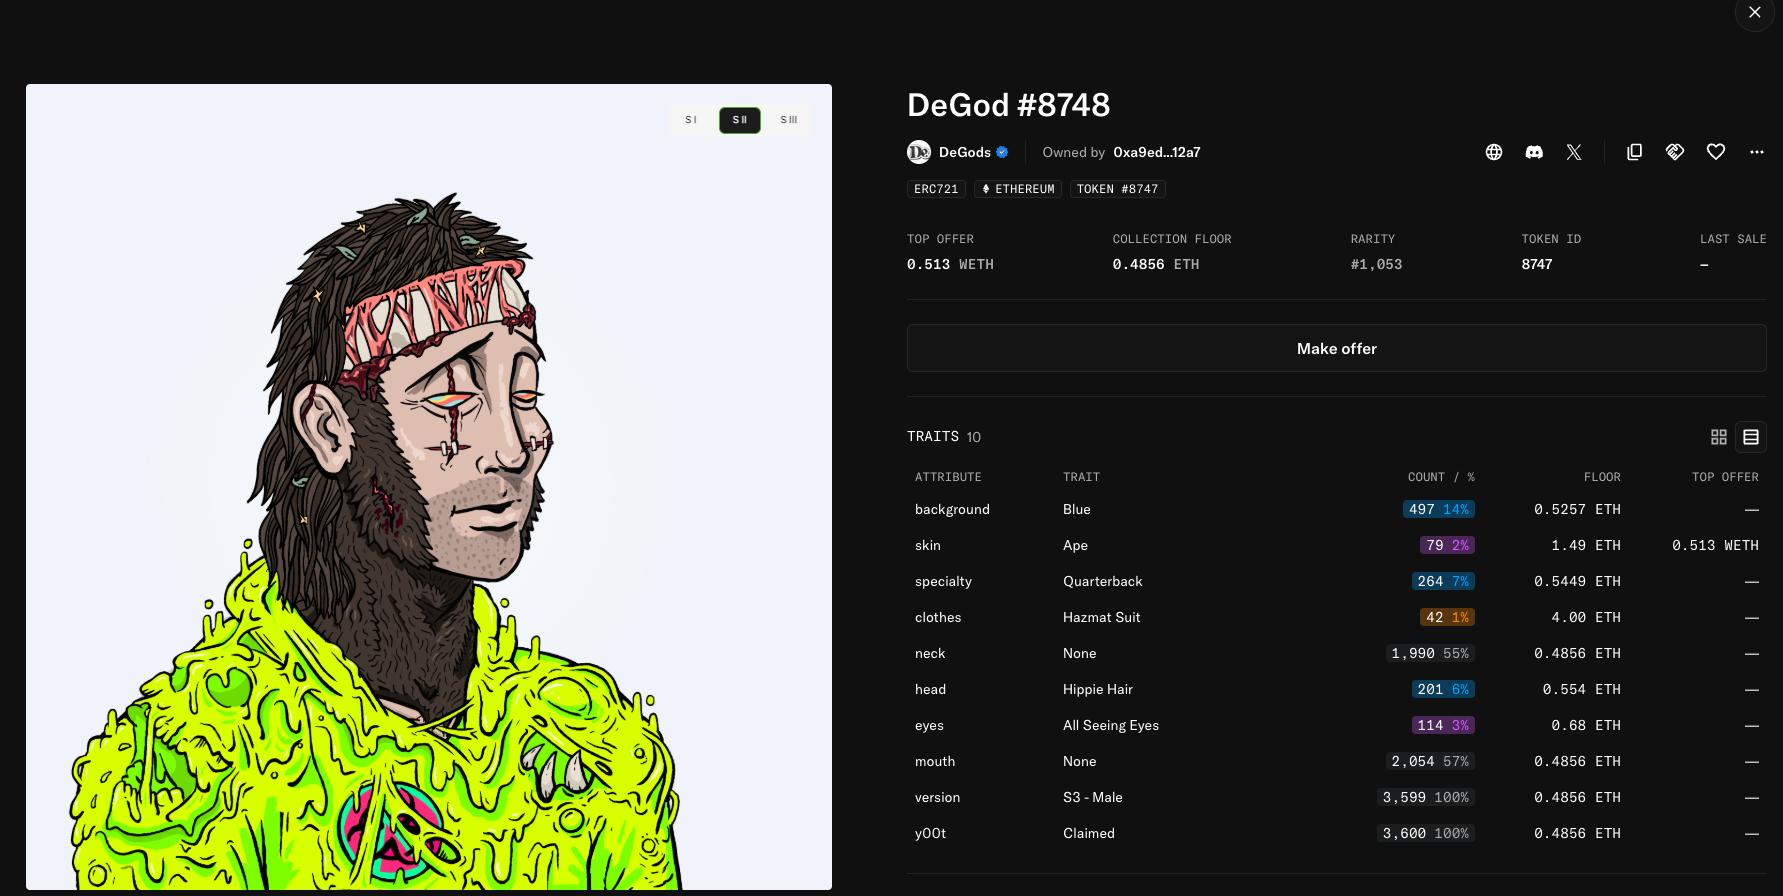 S I S II S III
DeGod #8748
De DeGods Owned by 0xa9ed...12a7
ERC721 ETHEREUM TOKEN #8747
TOP OFFER COLLECTION FLOOR RARITY TOKEN ID LAST SALE
0.513 WETH 0.4856 ETH #1,053 8747 –
Make offer
TRAITS 10
ATTRIBUTE TRAIT COUNT / % FLOOR TOP OFFER
background Blue 497 14% 0.5257 ETH —
skin Ape 79 2% 1.49 ETH 0.513 WETH
specialty Quarterback 264 7% 0.5449 ETH —
clothes Hazmat Suit 42 1% 4.00 ETH —
neck None 1,990 55% 0.4856 ETH —
head Hippie Hair 201 6% 0.554 ETH —
eyes All Seeing Eyes 114 3% 0.68 ETH —
mouth None 2,054 57% 0.4856 ETH —
version S3 - Male 3,599 100% 0.4856 ETH —
y00t Claimed 3,600 100% 0.4856 ETH —